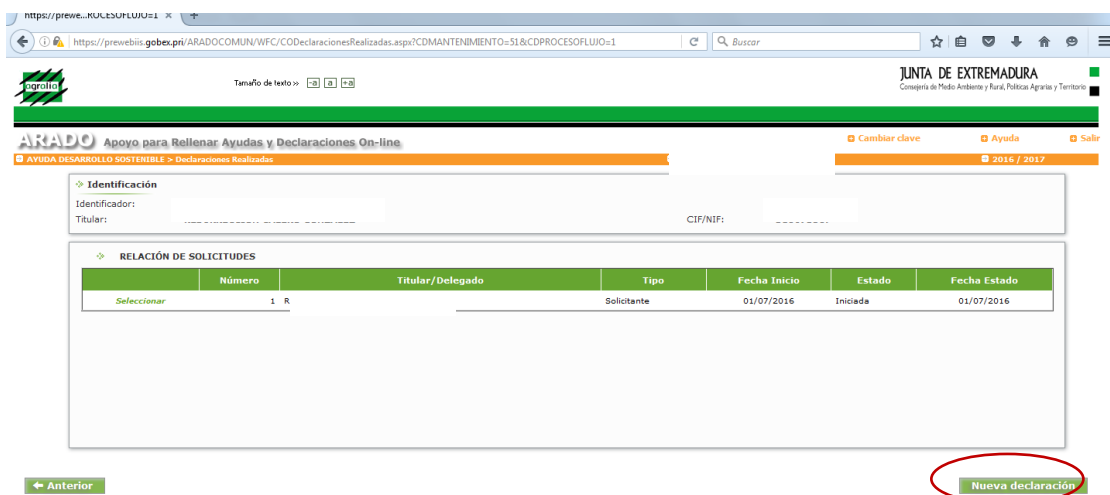 https://prewe...ROCESOFLUJO=1 × +
https://prewebiis.gobex.pri/ARADOCOMUN/WFC/CODeclaracionesRealizadas.aspx?CDMANTENIMIENTO=51&CDPROCESOFLUJO=1 Buscar
agralia Tamaño de texto >> -a a +a JUNTA DE EXTREMADURA
Consejería de Medio Ambiente y Rural, Políticas Agrarias y Territorio
ARADO Apoyo para Rellenar Ayudas y Declaraciones On-line Cambiar clave Ayuda Salir
AYUDA DESARROLLO SOSTENIBLE > Declaraciones Realizadas 2016 / 2017
Identificación
Identificador:
Titular: CIF/NIF:
RELACIÓN DE SOLICITUDES
Número Titular/Delegado Tipo Fecha Inicio Estado Fecha Estado
Seleccionar 1 R Solicitante 01/07/2016 Iniciada 01/07/2016
Anterior Nueva declaración